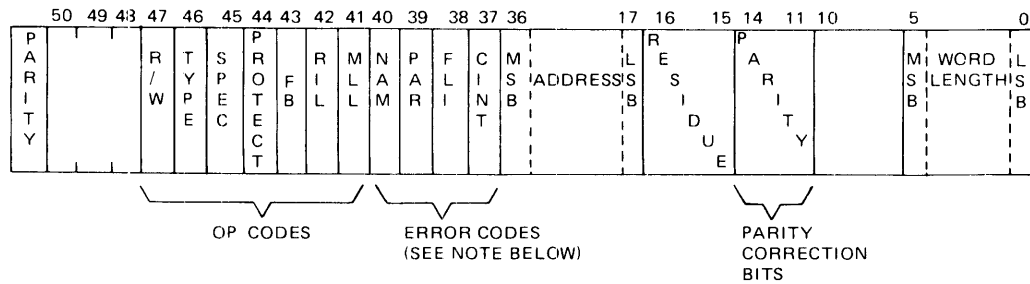 50 49 48 47 46 45 44 43 42 41 40 39 38 37 36 17 16 15 14 11 10 5 0
PARITY R/W TYPE SPEC PROTECT FB RIL MLL NAM PAR FLI CINT MSB ADDRESS LSB RESIDUE PARITY MSB WORD LENGTH LSB
OP CODES
ERROR CODES
(SEE NOTE BELOW)
PARITY
CORRECTION
BITS